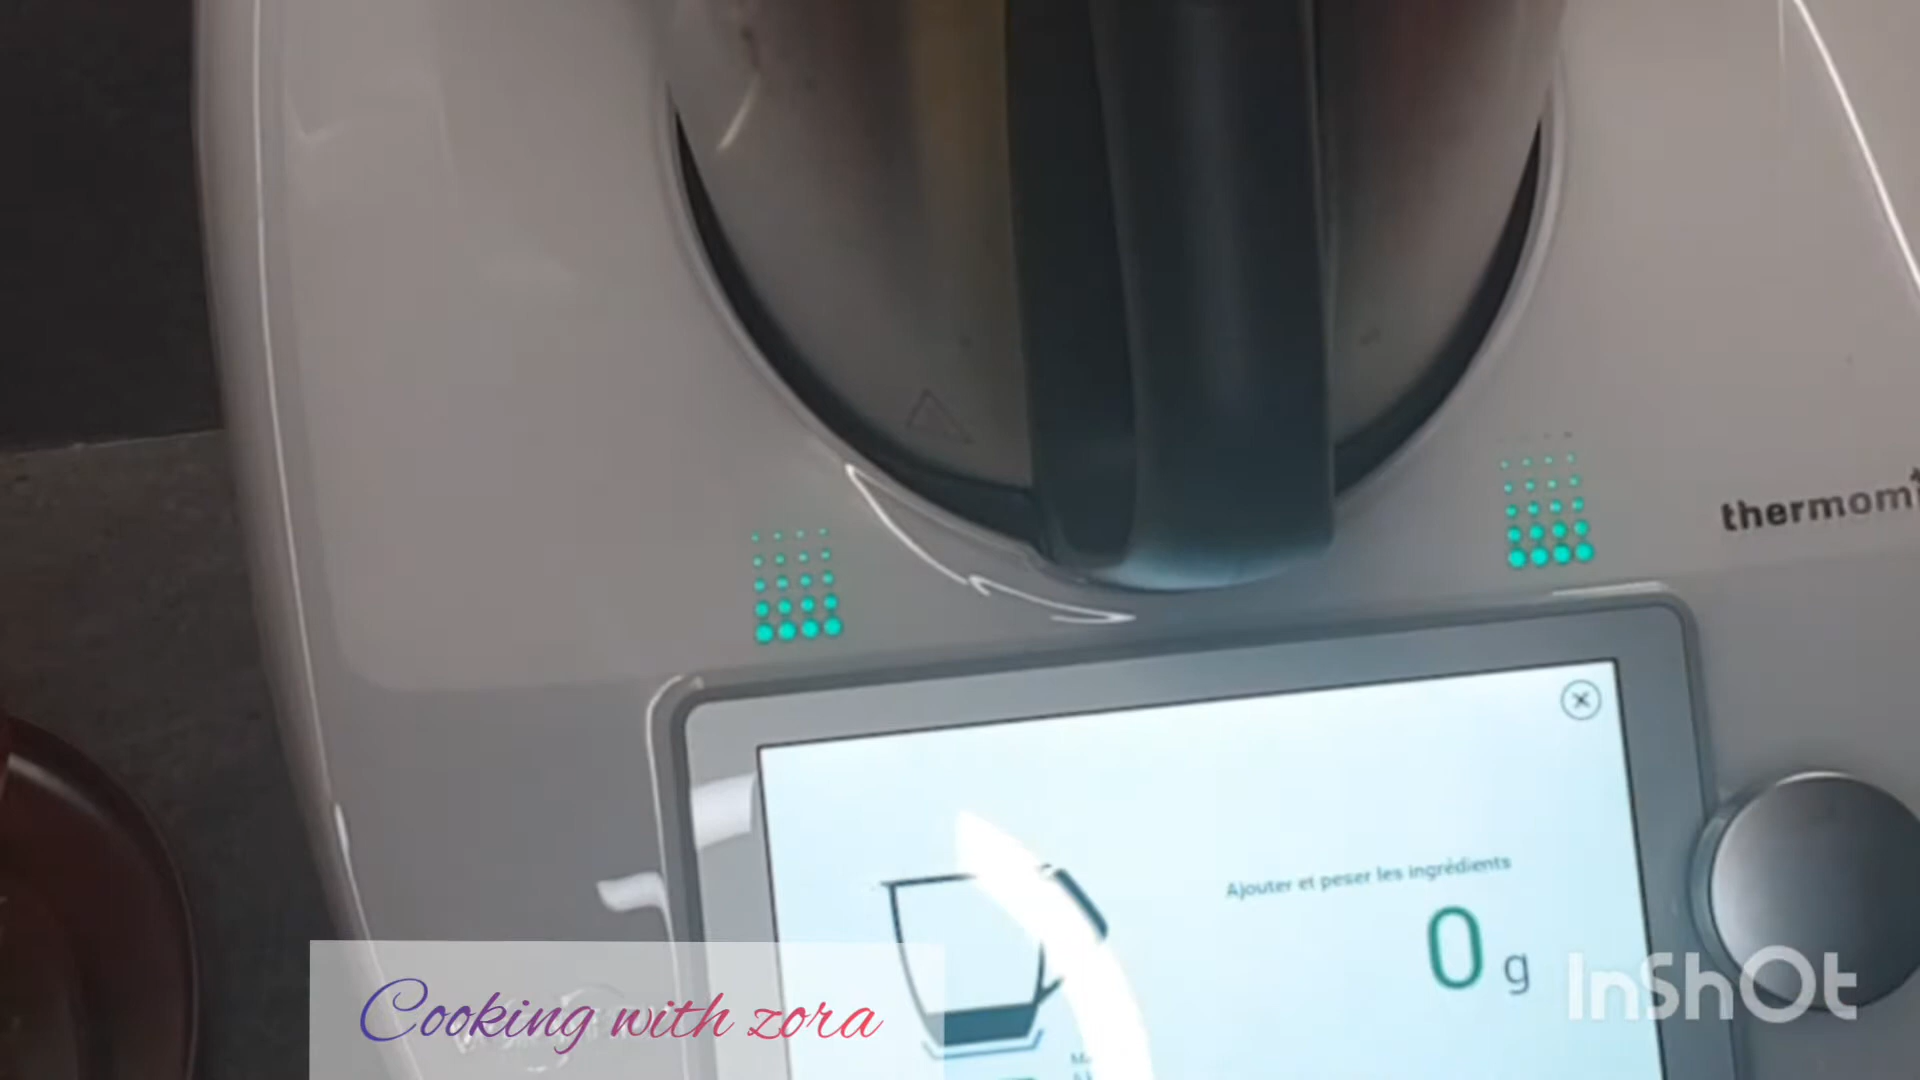 thermom
Ajouter et peser les ingrédients
0 g
InShOt
Cooking with zora